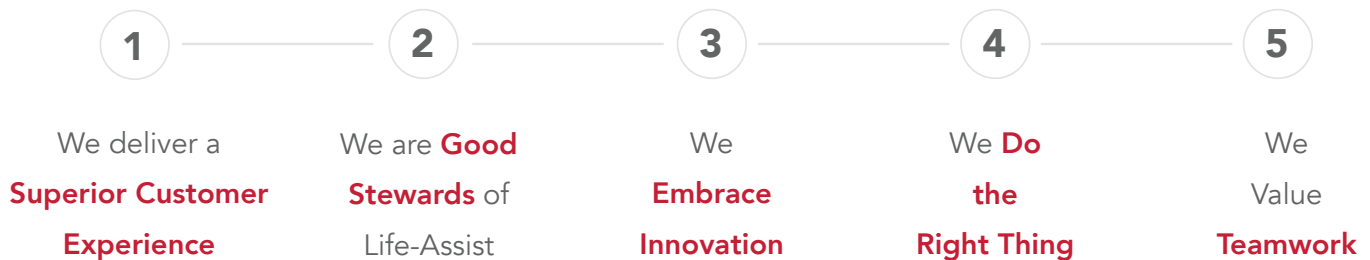 1
We deliver a
Superior Customer
Experience
2
We are Good
Stewards of
Life-Assist
3
We
Embrace
Innovation
4
We Do
the
Right Thing
5
We
Value
Teamwork